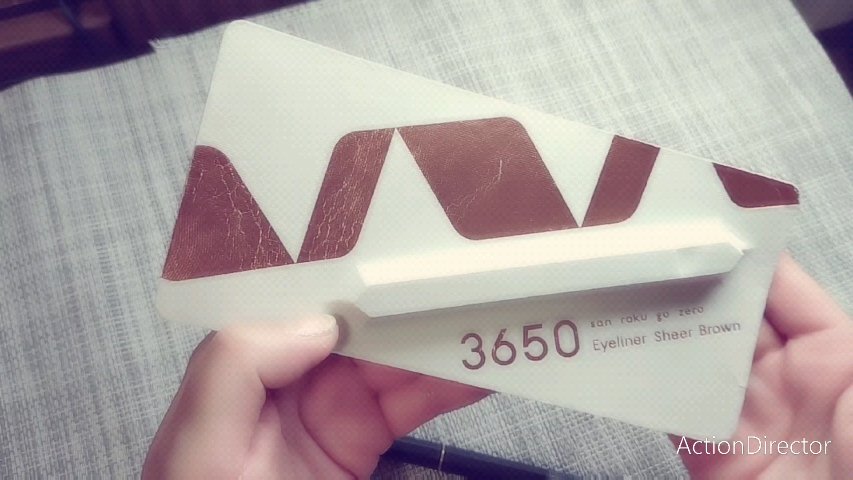 3650
san roku go zero
Eyeliner Sheer Brown
ActionDirector